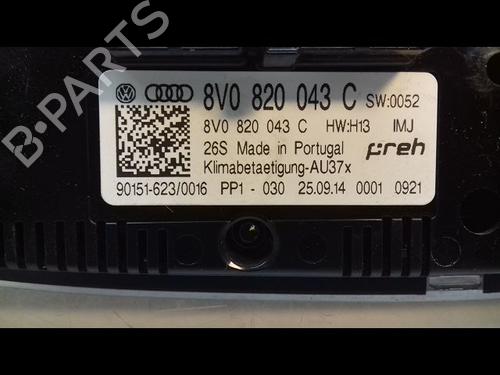 8V0 820 043 C SW:0052
8V0 820 043 C HW:H13 IMJ
26S Made in Portugal preh
Klimabetaetigung-AU37x
90151-623/0016 PP1 - 030 25.09.14 0001 0921
B-PARTS